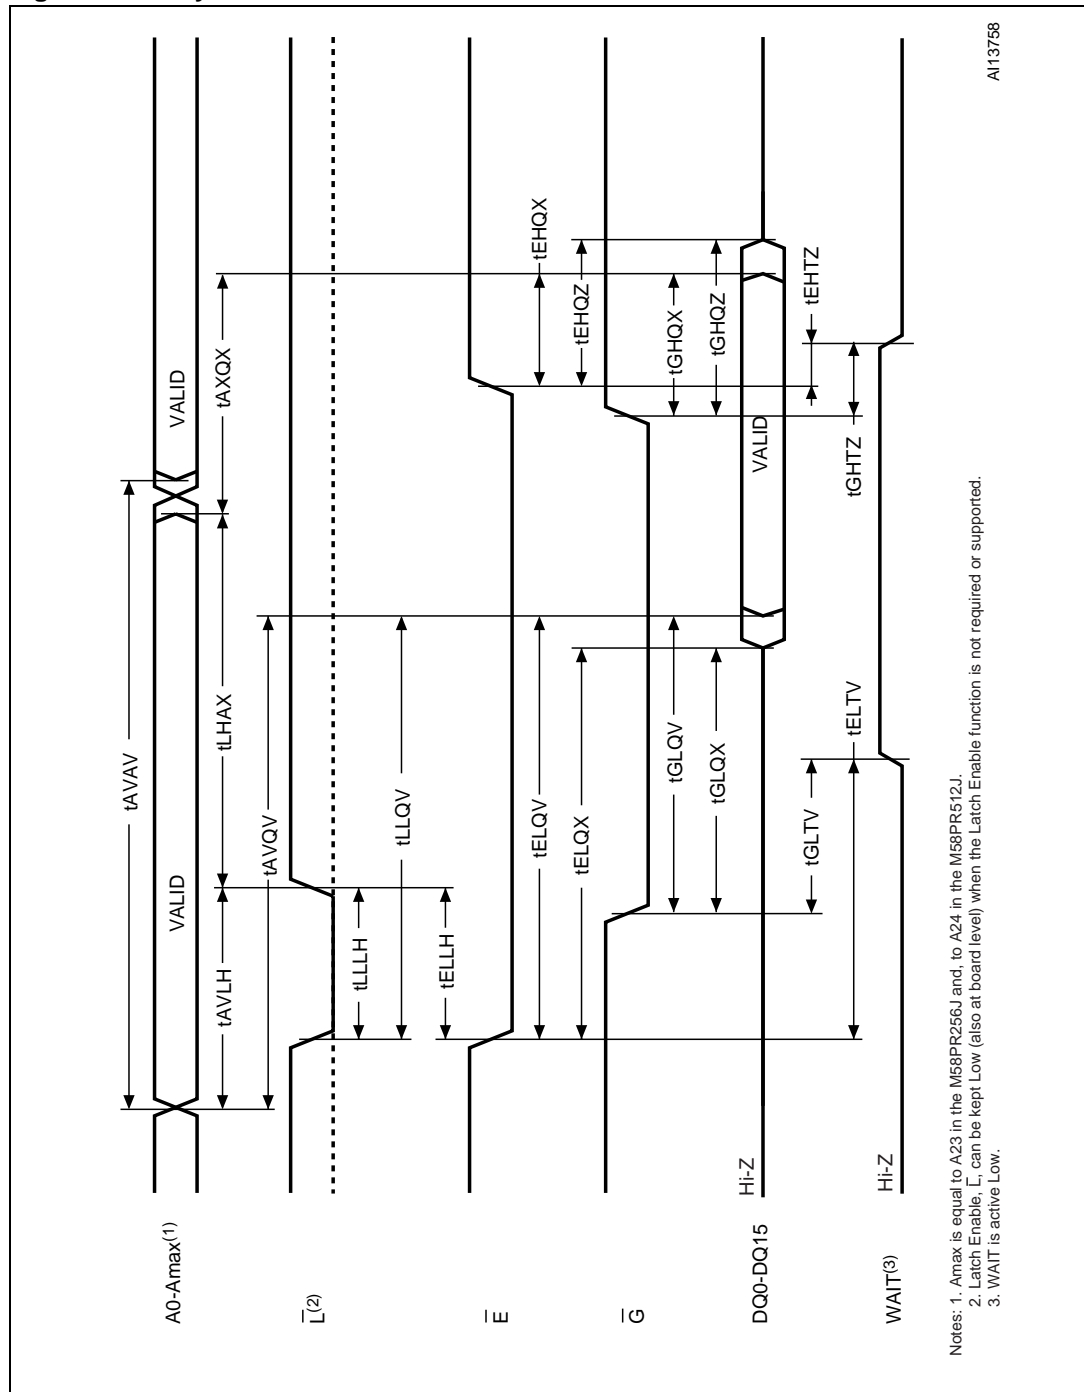 A0-Amax(1)
VALID
VALID
tAVAV
tAVLH
tLHAX
tAXQX
tAVQV
L(2)
tLLLH
tLLQV
tELLH
E
tELQV
tEHQX
tELQX
tEHQZ
G
tGLQV
tGHQX
tGLQX
tGHQZ
DQ0-DQ15
Hi-Z
VALID
tGLTV
tEHTZ
tELTV
tGHTZ
WAIT(3)
Hi-Z
Notes: 1. Amax is equal to A23 in the M58PR256J and, to A24 in the M58PR512J.
2. Latch Enable, L, can be kept Low (also at board level) when the Latch Enable function is not required or supported.
3. WAIT is active Low.
AI13758